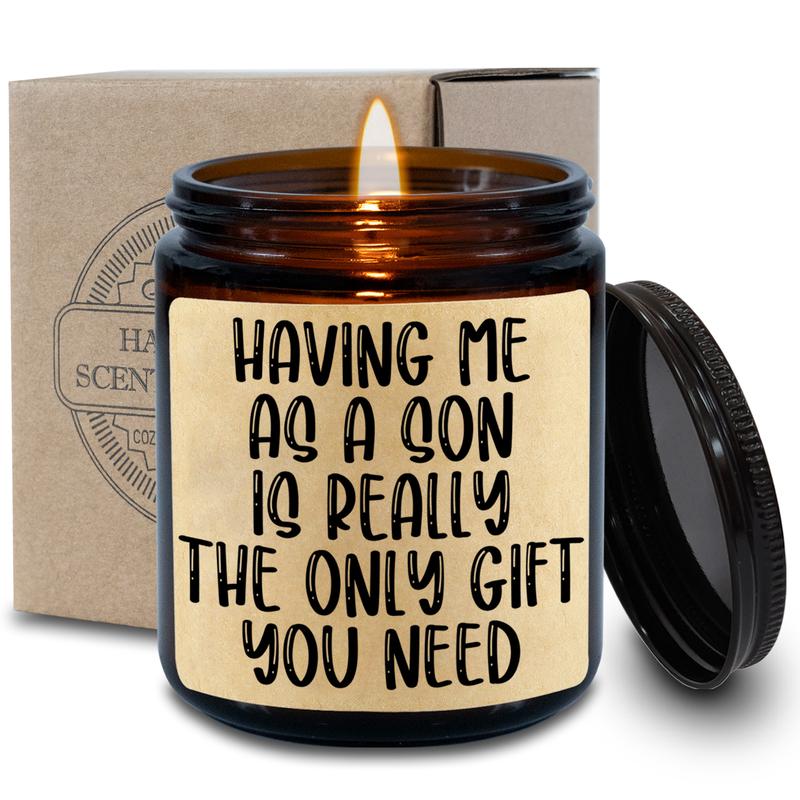 HAVING ME
AS A SON
IS REALLY
THE ONLY GIFT
YOU NEED